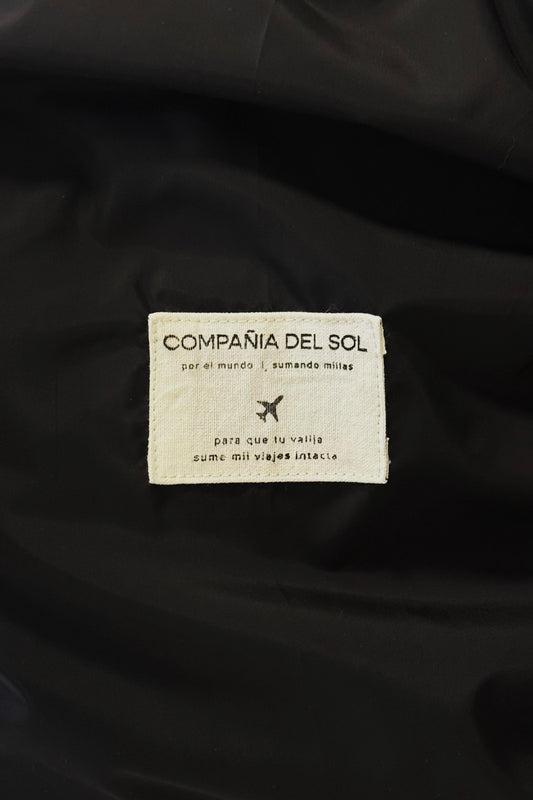 COMPAÑIA DEL SOL
por el mundo |, sumando millas
para que tu valija
sume mil viajes intacta